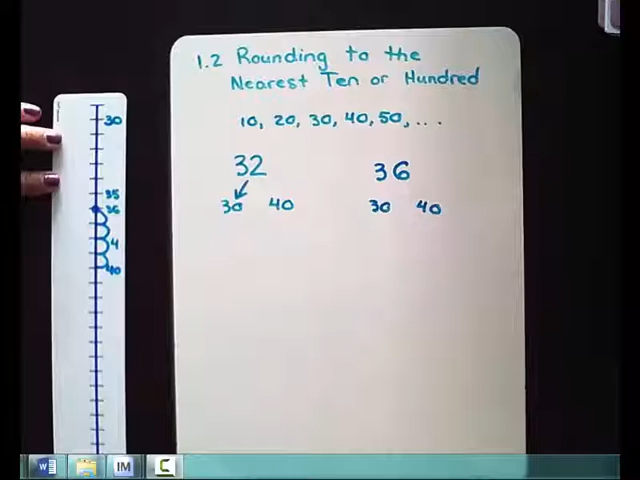 1.2 Rounding to the
Nearest Ten or Hundred
10, 20, 30, 40, 50, ...
32 36
30 40 30 40
30
35
36
4
40
IM